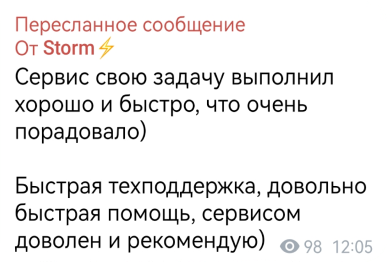 Пересланное сообщение
От Storm⚡
Сервис свою задачу выполнил
хорошо и быстро, что очень
порадовало)
Быстрая техподдержка, довольно
быстрая помощь, сервисом
доволен и рекомендую) 98 12:05